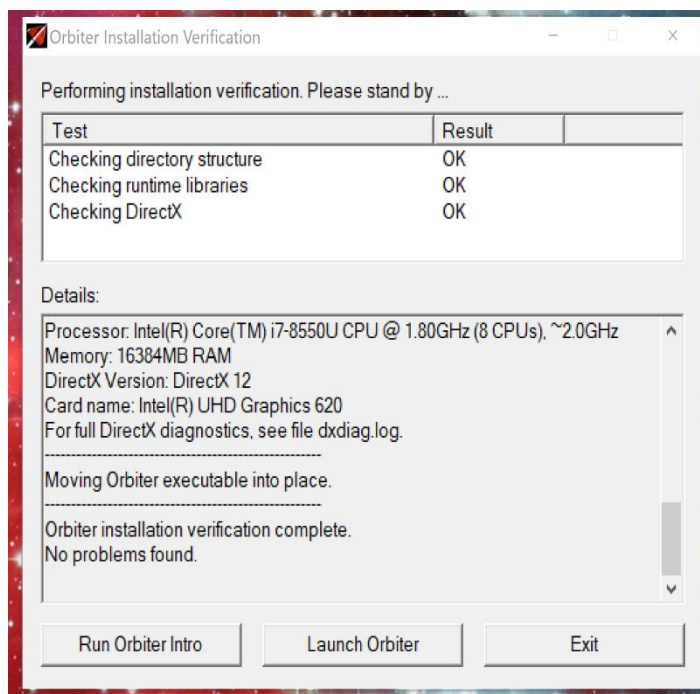 Orbiter Installation Verification
Performing installation verification. Please stand by ...
Test Result
Checking directory structure OK
Checking runtime libraries OK
Checking DirectX OK
Details:
Processor: Intel(R) Core(TM) i7-8550U CPU @ 1.80GHz (8 CPUs), ~2.0GHz
Memory: 16384MB RAM
DirectX Version: DirectX 12
Card name: Intel(R) UHD Graphics 620
For full DirectX diagnostics, see file dxdiag.log.
----------------------------------------------------
Moving Orbiter executable into place.
----------------------------------------------------
Orbiter installation verification complete.
No problems found.
Run Orbiter Intro Launch Orbiter Exit